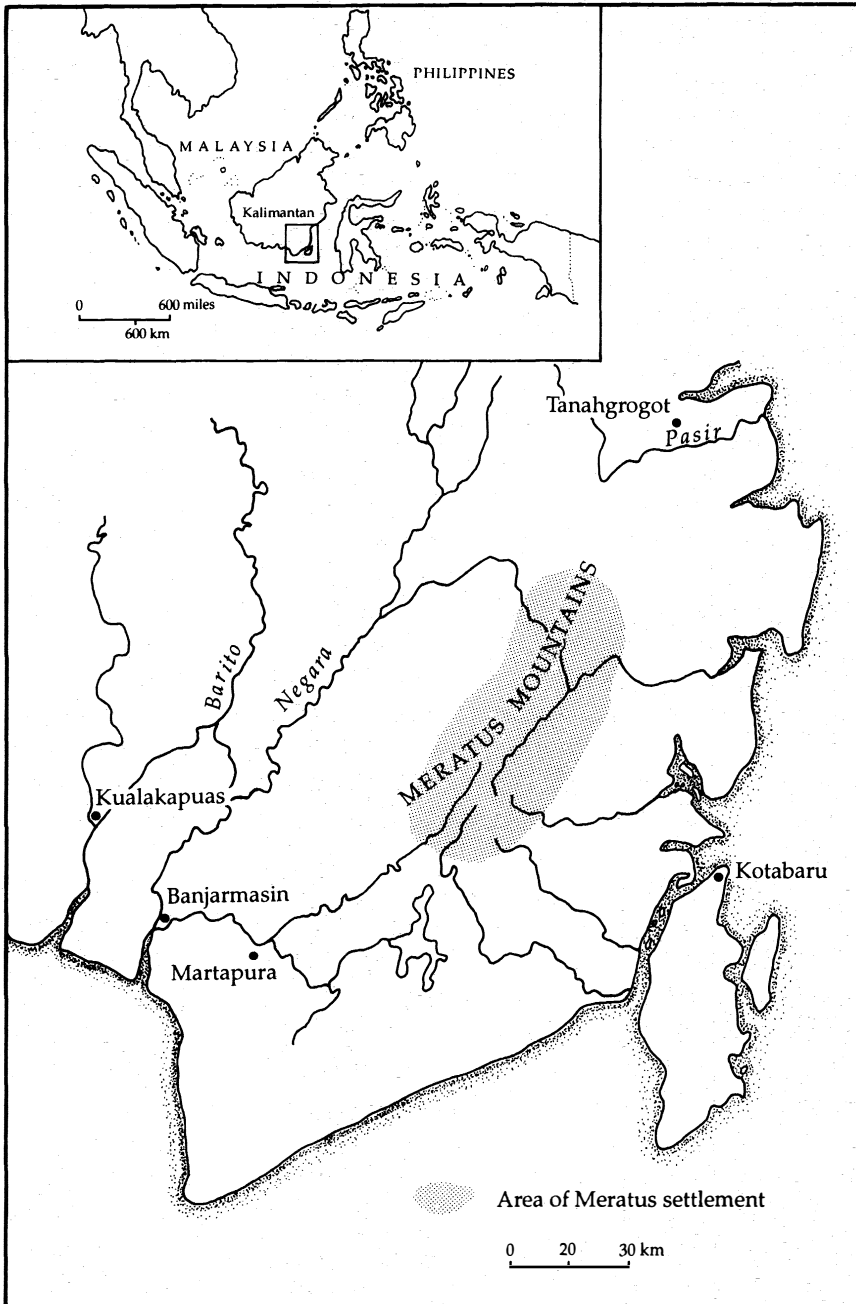 PHILIPPINES
MALAYSIA
Kalimantan
INDONESIA
0 600 miles
600 km
Tanahgrogot
Pasir
MERATUS MOUNTAINS
Barito
Negara
Kualakapuas
Kotabaru
Banjarmasin
Martapura
Area of Meratus settlement
0 20 30 km